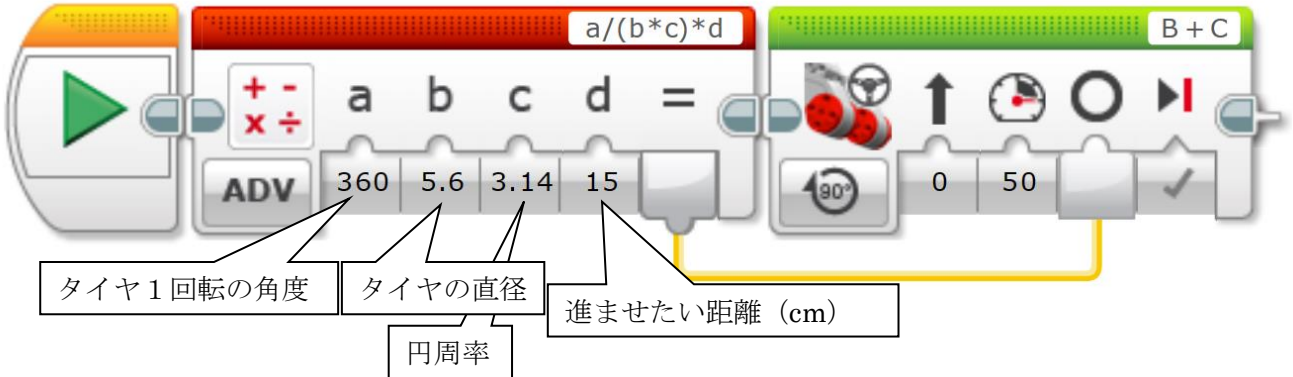 a/(b*c)*d
B + C
+ -
x ÷
a b c d =
ADV
360 5.6 3.14 15
90°
0 50
タイヤ１回転の角度
タイヤの直径
進ませたい距離（cm）
円周率